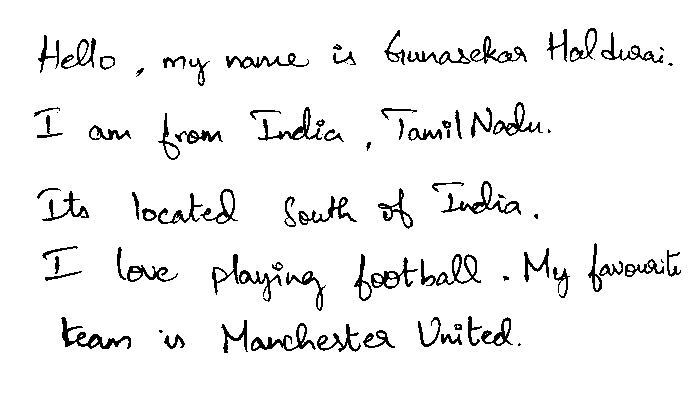 Hello, my name is Gunasekar Haldurai.
I am from India, Tamil Nadu.
Its located South of India.
I love playing football. My favourite
team is Manchester United.